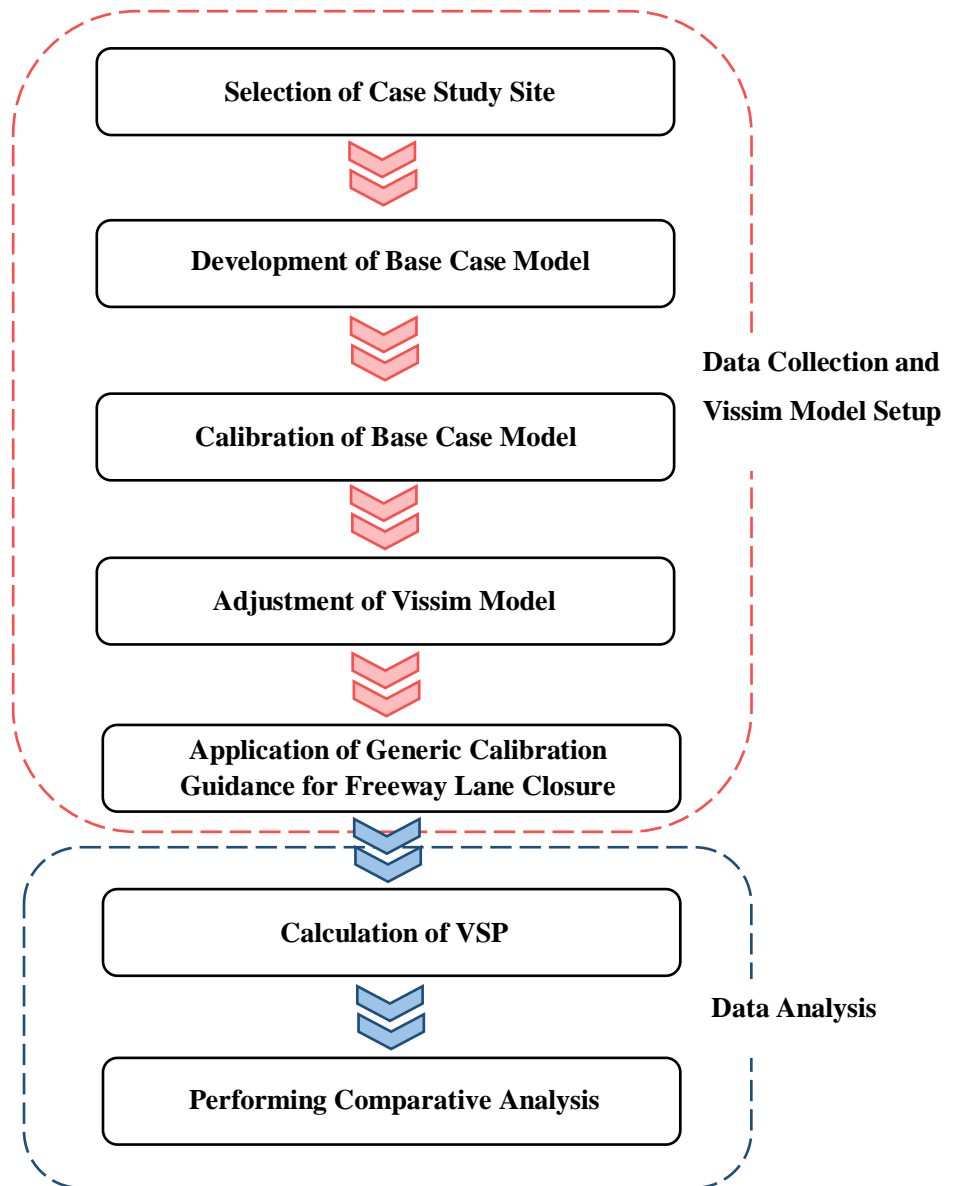 Selection of Case Study Site
Development of Base Case Model
Data Collection and
Vissim Model Setup
Calibration of Base Case Model
Adjustment of Vissim Model
Application of Generic Calibration
Guidance for Freeway Lane Closure
Calculation of VSP
Data Analysis
Performing Comparative Analysis